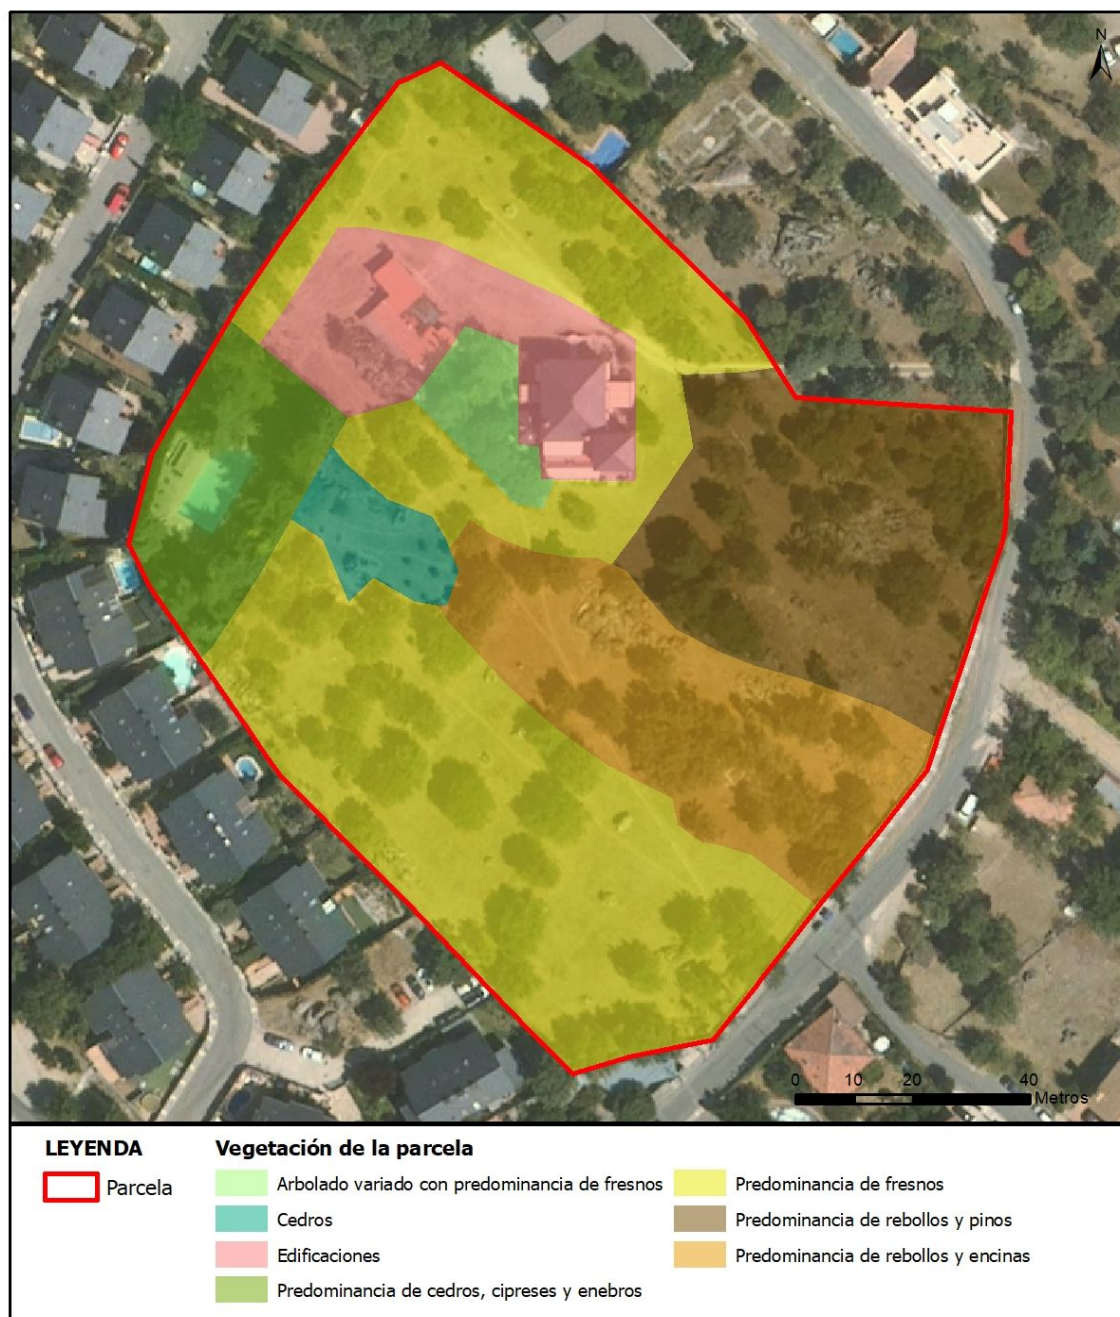 N
0 10 20 40
Metros
LEYENDA
Parcela
Vegetación de la parcela
Arbolado variado con predominancia de fresnos
Cedros
Edificaciones
Predominancia de cedros, cipreses y enebros
Predominancia de fresnos
Predominancia de rebollos y pinos
Predominancia de rebollos y encinas